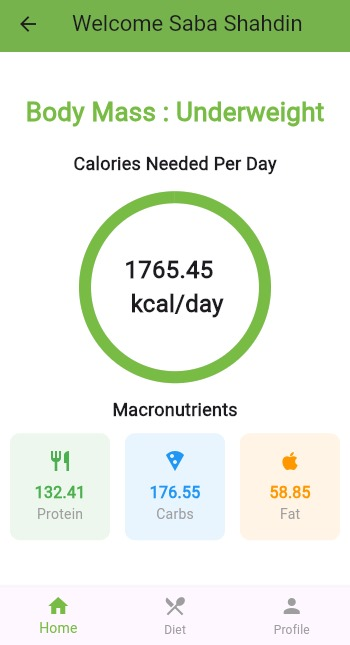 Welcome Saba Shahdin
Body Mass : Underweight
Calories Needed Per Day
1765.45
kcal/day
Macronutrients
132.41 176.55 58.85
Protein Carbs Fat
Home Diet Profile